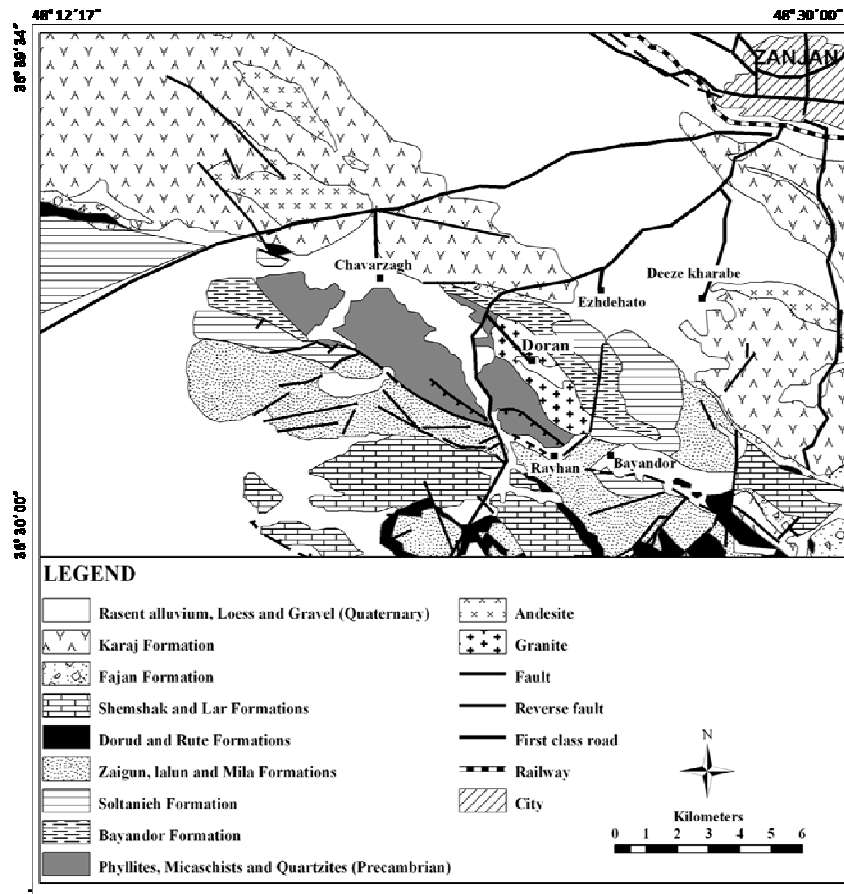 48°12'17" 48°30'00"
36°39'34"
ZANJAN
Chavarzagh
Deeze kharabe
Ezhdehato
Doran
Rayhan
Bayandor
36°30'00"
LEGEND
Rasent alluvium, Loess and Gravel (Quaternary)
Karaj Formation
Fajan Formation
Shemshak and Lar Formations
Dorud and Rute Formations
Zaigun, lalun and Mila Formations
Soltanieh Formation
Bayandor Formation
Phyllites, Micaschists and Quartzites (Precambrian)
Andesite
Granite
Fault
Reverse fault
First class road
Railway
City
N
Kilometers
0 1 2 3 4 5 6